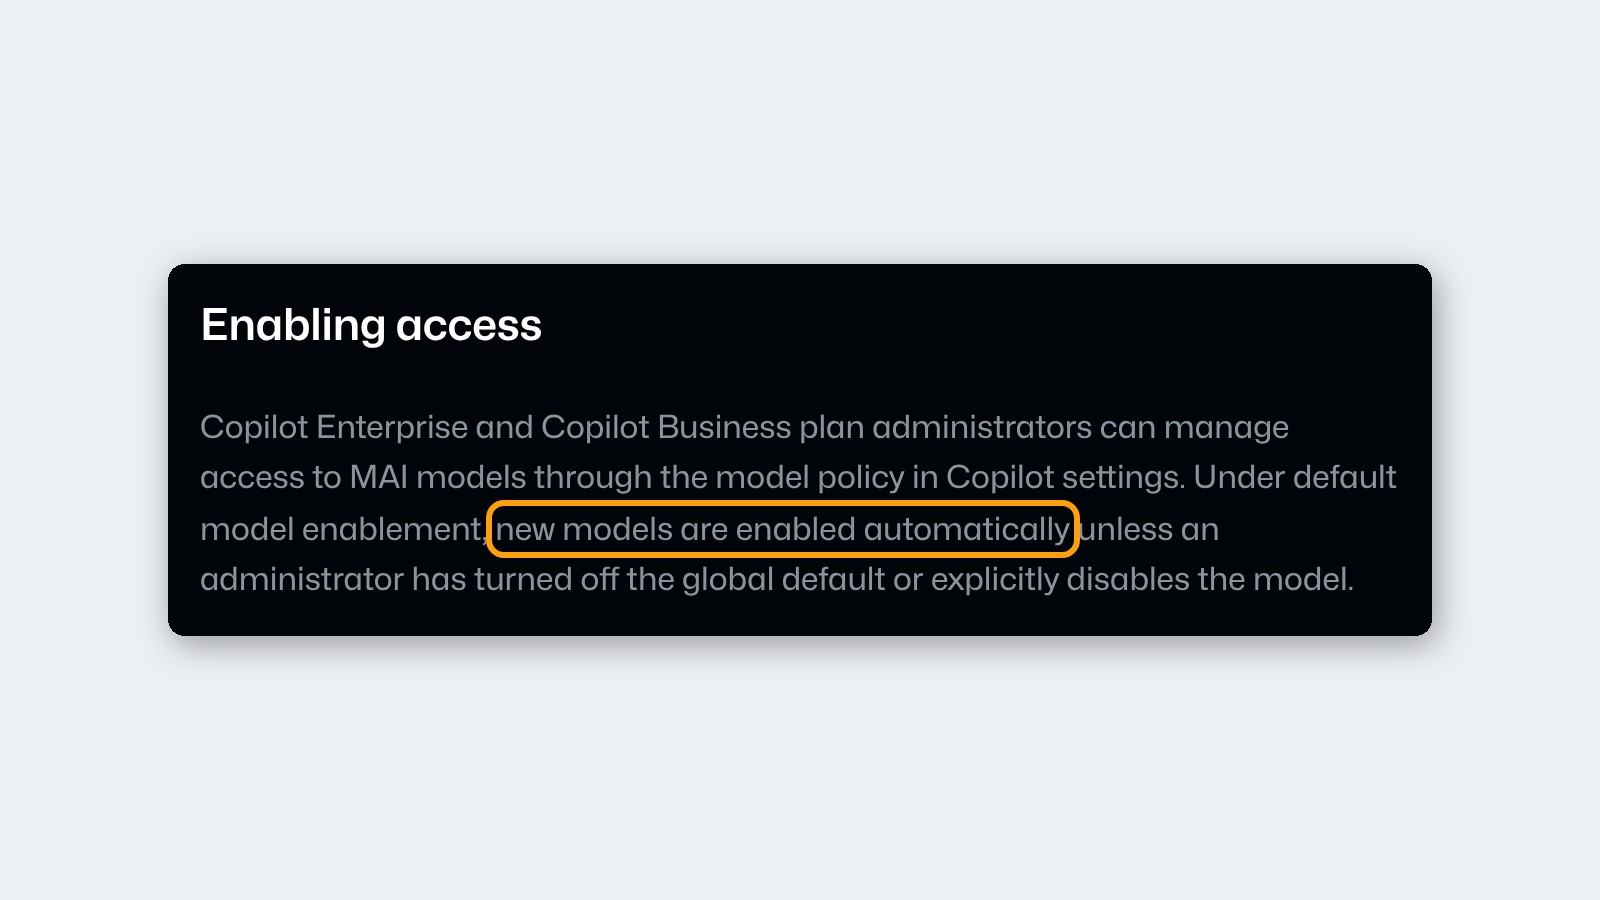 Enabling access
Copilot Enterprise and Copilot Business plan administrators can manage
access to MAI models through the model policy in Copilot settings. Under default
model enablement, new models are enabled automatically unless an
administrator has turned off the global default or explicitly disables the model.